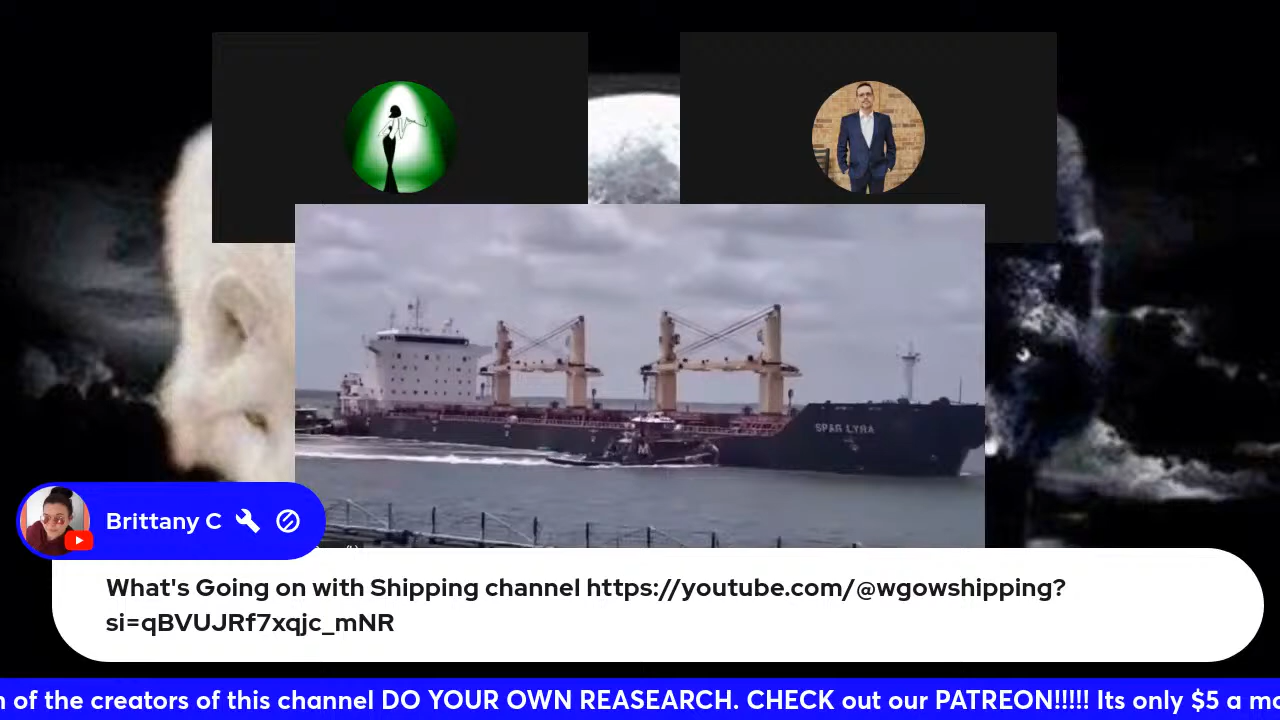 SPAR LYRA
M
Brittany C
What's Going on with Shipping channel https://youtube.com/@wgowshipping?
si=qBVUJRf7xqjc_mNR
of the creators of this channel DO YOUR OWN REASEARCH. CHECK out our PATREON!!!!! Its only $5 a